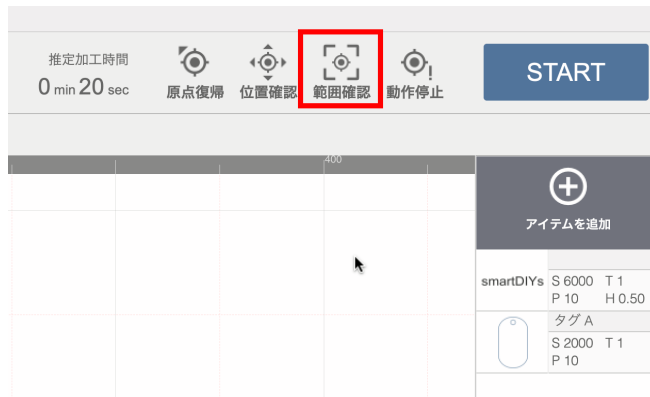 推定加工時間
0 min 20 sec
原点復帰
位置確認
範囲確認
動作停止
START
400
アイテムを追加
smartDIYs
S 6000 T 1
P 10 H 0.50
タグ A
S 2000 T 1
P 10